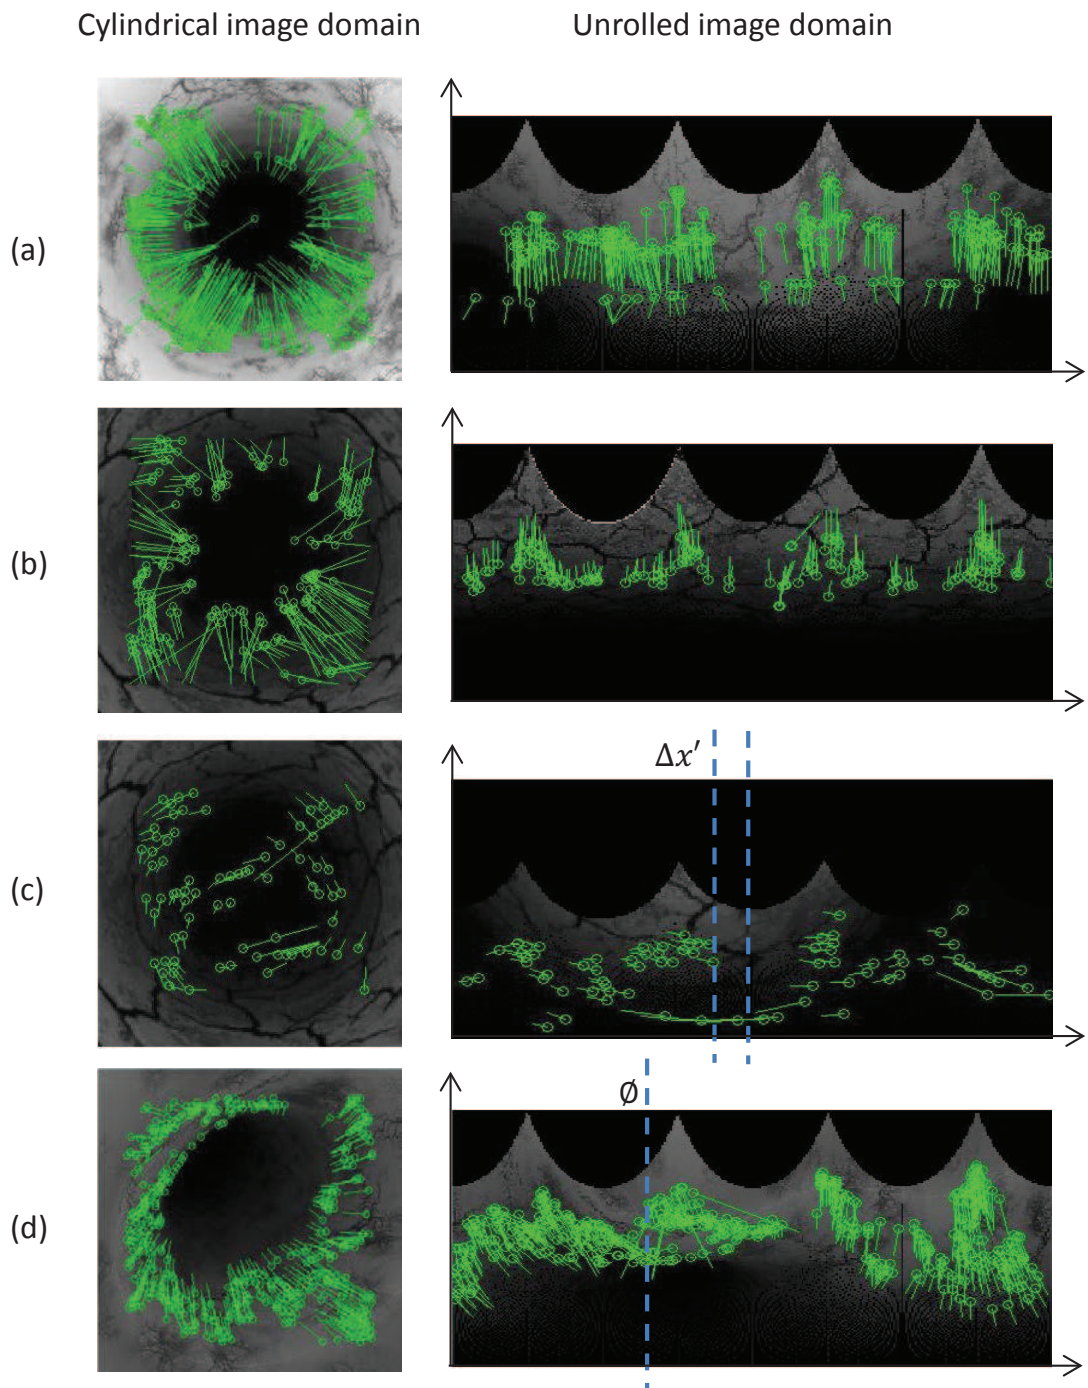 Cylindrical image domain
Unrolled image domain
(a)
(b)
Δx′
(c)
Ø
(d)